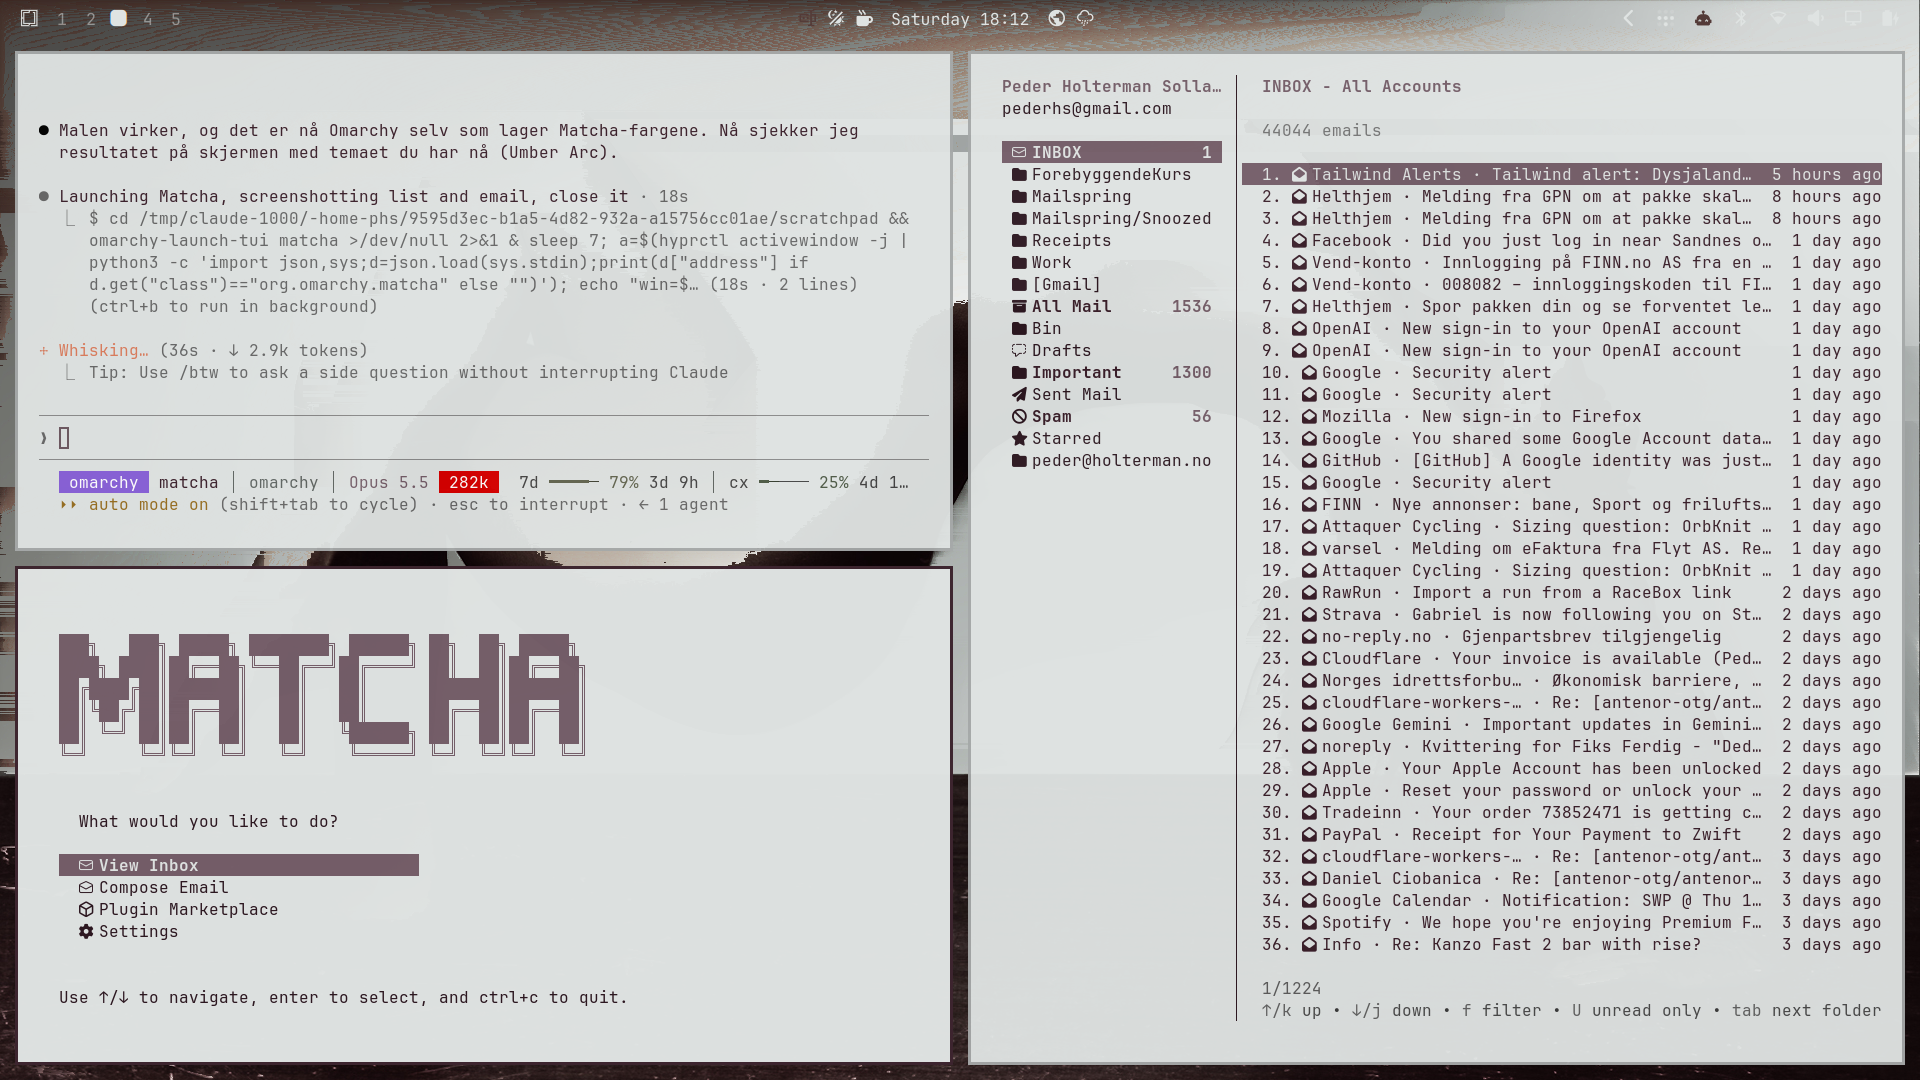 1 2 4 5
Saturday 18:12
● Malen virker, og det er nå Omarchy selv som lager Matcha-fargene. Nå sjekker jeg
resultatet på skjermen med temaet du har nå (Umber Arc).
● Launching Matcha, screenshotting list and email, close it · 18s
⎿ $ cd /tmp/claude-1000/-home-phs/9595d3ec-b1a5-4d82-932a-a15756cc01ae/scratchpad &&
omarchy-launch-tui matcha >/dev/null 2>&1 & sleep 7; a=$(hyprctl activewindow -j |
python3 -c 'import json,sys;d=json.load(sys.stdin);print(d["address"] if
d.get("class")=="org.omarchy.matcha" else "")'); echo "win=$… (18s · 2 lines)
(ctrl+b to run in background)
+ Whisking… (36s · ↓ 2.9k tokens)
⎿ Tip: Use /btw to ask a side question without interrupting Claude
❯
omarchy matcha │ omarchy │ Opus 5.5 282k 7d 79% 3d 9h │ cx 25% 4d 1…
⏵⏵ auto mode on (shift+tab to cycle) · esc to interrupt · ← 1 agent
MATCHA
What would you like to do?
View Inbox
Compose Email
Plugin Marketplace
Settings
Use ↑/↓ to navigate, enter to select, and ctrl+c to quit.
Peder Holterman Solla…
pederhs@gmail.com
INBOX 1
ForebyggendeKurs
Mailspring
Mailspring/Snoozed
Receipts
Work
[Gmail]
All Mail 1536
Bin
Drafts
Important 1300
Sent Mail
Spam 56
Starred
peder@holterman.no
INBOX - All Accounts
44044 emails
1. Tailwind Alerts · Tailwind alert: Dysjaland… 5 hours ago
2. Helthjem · Melding fra GPN om at pakke skal… 8 hours ago
3. Helthjem · Melding fra GPN om at pakke skal… 8 hours ago
4. Facebook · Did you just log in near Sandnes o… 1 day ago
5. Vend-konto · Innlogging på FINN.no AS fra en … 1 day ago
6. Vend-konto · 008082 – innloggingskoden til FI… 1 day ago
7. Helthjem · Spor pakken din og se forventet le… 1 day ago
8. OpenAI · New sign-in to your OpenAI account 1 day ago
9. OpenAI · New sign-in to your OpenAI account 1 day ago
10. Google · Security alert 1 day ago
11. Google · Security alert 1 day ago
12. Mozilla · New sign-in to Firefox 1 day ago
13. Google · You shared some Google Account data… 1 day ago
14. GitHub · [GitHub] A Google identity was just… 1 day ago
15. Google · Security alert 1 day ago
16. FINN · Nye annonser: bane, Sport og frilufts… 1 day ago
17. Attaquer Cycling · Sizing question: OrbKnit … 1 day ago
18. varsel · Melding om eFaktura fra Flyt AS. Re… 1 day ago
19. Attaquer Cycling · Sizing question: OrbKnit … 1 day ago
20. RawRun · Import a run from a RaceBox link 2 days ago
21. Strava · Gabriel is now following you on St… 2 days ago
22. no-reply.no · Gjenpartsbrev tilgjengelig 2 days ago
23. Cloudflare · Your invoice is available (Ped… 2 days ago
24. Norges idrettsforbu… · Økonomisk barriere, … 2 days ago
25. cloudflare-workers-… · Re: [antenor-otg/ant… 2 days ago
26. Google Gemini · Important updates in Gemini… 2 days ago
27. noreply · Kvittering for Fiks Ferdig - "Ded… 2 days ago
28. Apple · Your Apple Account has been unlocked 2 days ago
29. Apple · Reset your password or unlock your … 2 days ago
30. Tradeinn · Your order 73852471 is getting c… 2 days ago
31. PayPal · Receipt for Your Payment to Zwift 2 days ago
32. cloudflare-workers-… · Re: [antenor-otg/ant… 3 days ago
33. Daniel Ciobanica · Re: [antenor-otg/antenor… 3 days ago
34. Google Calendar · Notification: SWP @ Thu 1… 3 days ago
35. Spotify · We hope you're enjoying Premium F… 3 days ago
36. Info · Re: Kanzo Fast 2 bar with rise? 3 days ago
1/1224
↑/k up • ↓/j down • f filter • U unread only • tab next folder